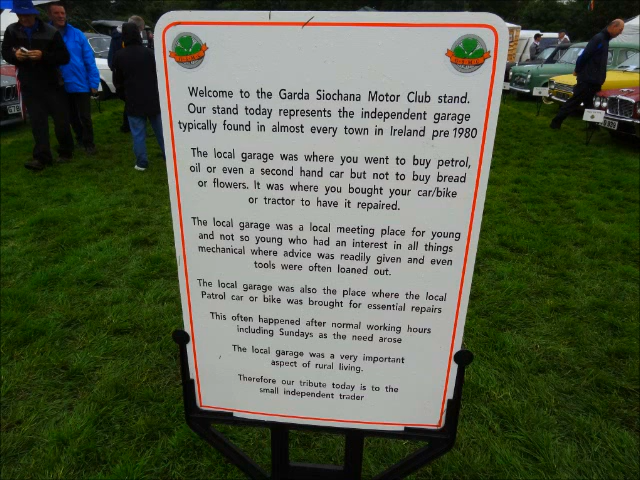 Welcome to the Garda Siochana Motor Club stand.
Our stand today represents the independent garage
typically found in almost every town in Ireland pre 1980
The local garage was where you went to buy petrol,
oil or even a second hand car but not to buy bread
or flowers. It was where you bought your car/bike
or tractor to have it repaired.
The local garage was a local meeting place for young
and not so young who had an interest in all things
mechanical where advice was readily given and even
tools were often loaned out.
The local garage was also the place where the local
Patrol car or bike was brought for essential repairs
This often happened after normal working hours
including Sundays as the need arose
The local garage was a very important
aspect of rural living.
Therefore our tribute today is to the
small independent trader